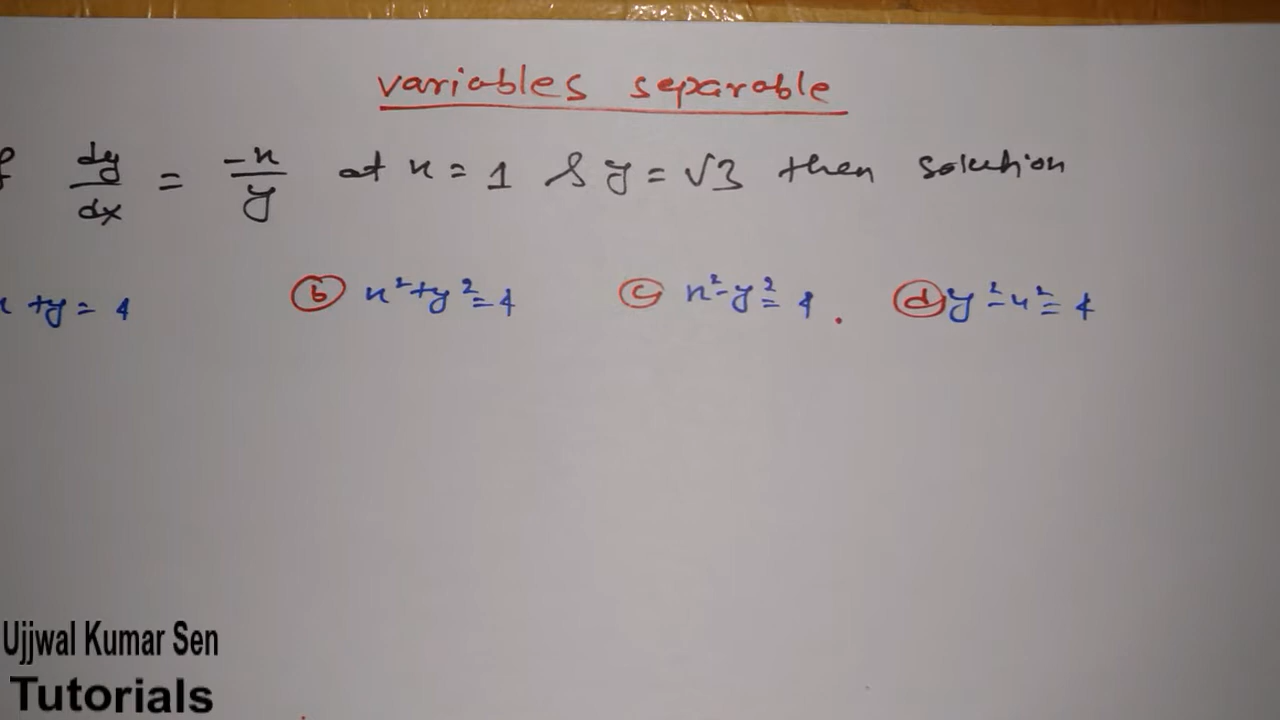 variables separable
f dy/dx = -x/y at x = 1 & y = √3 then solution
x + y = 4 (b) x² + y² = 4 (c) x² - y² = 4 . (d) y² - x² = 4
Ujjwal Kumar Sen
Tutorials